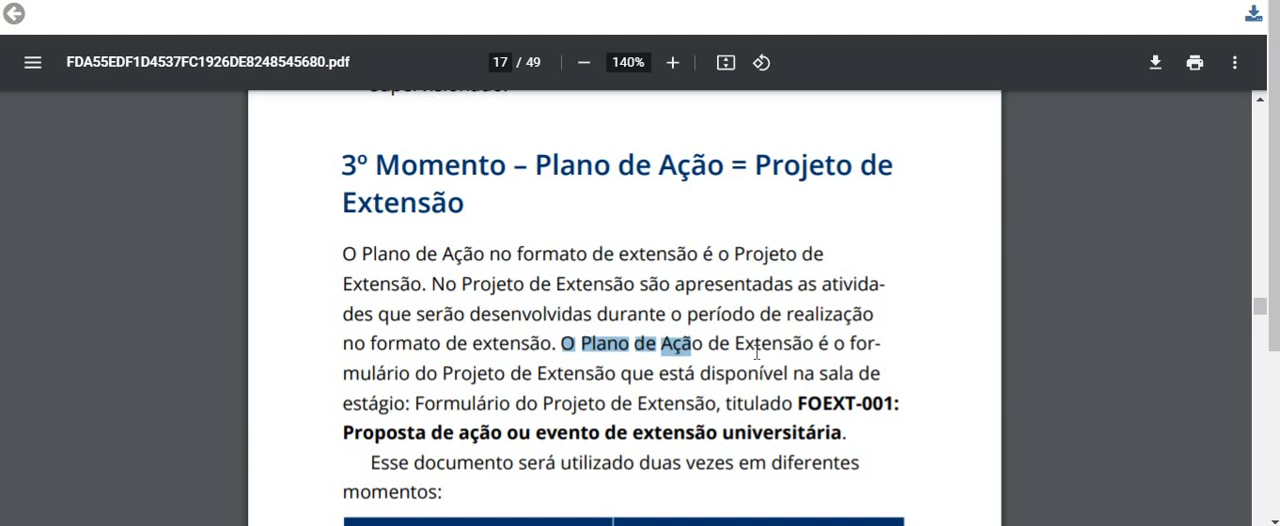 FDA55EDF1D4537FC1926DE8248545680.pdf
17 / 49
140%
3º Momento – Plano de Ação = Projeto de
Extensão
O Plano de Ação no formato de extensão é o Projeto de
Extensão. No Projeto de Extensão são apresentadas as ativida-
des que serão desenvolvidas durante o período de realização
no formato de extensão. O Plano de Ação de Extensão é o for-
mulário do Projeto de Extensão que está disponível na sala de
estágio: Formulário do Projeto de Extensão, titulado FOEXT-001:
Proposta de ação ou evento de extensão universitária.
Esse documento será utilizado duas vezes em diferentes
momentos: